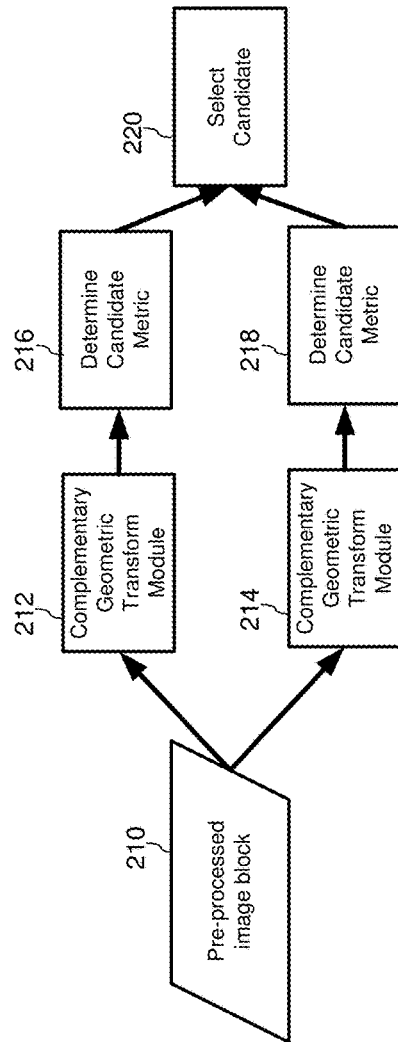 210
Pre-processed
image block
212
Complementary
Geometric
Transform
Module
214
Complementary
Geometric
Transform
Module
216
Determine
Candidate
Metric
218
Determine
Candidate
Metric
220
Select
Candidate